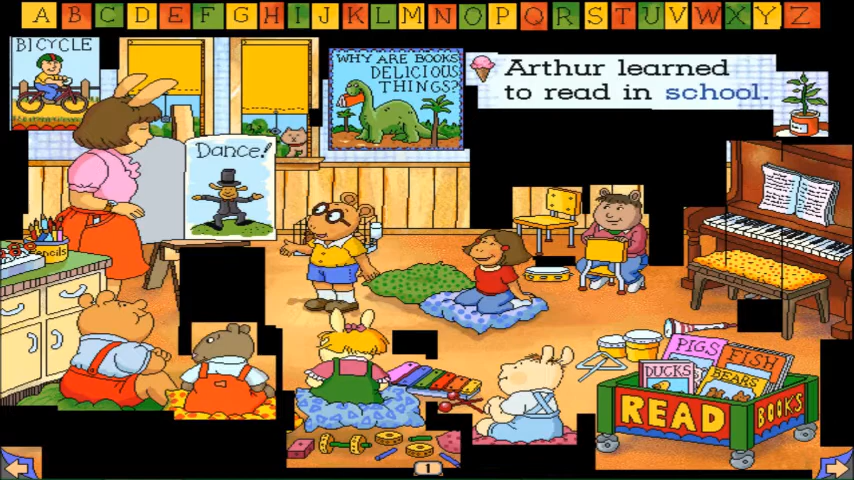 A B C D E F G H I J K L M N O P Q R S T U V W X Y Z
BICYCLE
WHY ARE BOOKS
DELICIOUS
THINGS?
Arthur learned
to read in school.
Dance!
Pencils
PIGS
FISH
DUCKS
BEARS
READ
BOOKS
1